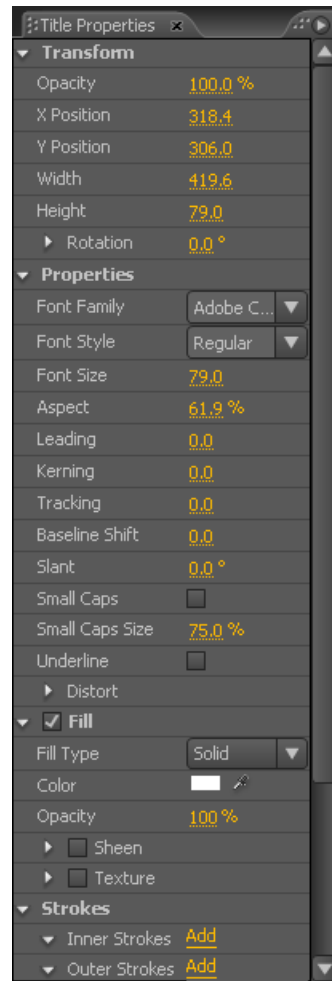 Title Properties
Transform
Opacity 100.0 %
X Position 318.4
Y Position 306.0
Width 419.6
Height 79.0
Rotation 0.0 °
Properties
Font Family Adobe C...
Font Style Regular
Font Size 79.0
Aspect 61.9 %
Leading 0.0
Kerning 0.0
Tracking 0.0
Baseline Shift 0.0
Slant 0.0 °
Small Caps
Small Caps Size 75.0 %
Underline
Distort
Fill
Fill Type Solid
Color
Opacity 100 %
Sheen
Texture
Strokes
Inner Strokes Add
Outer Strokes Add